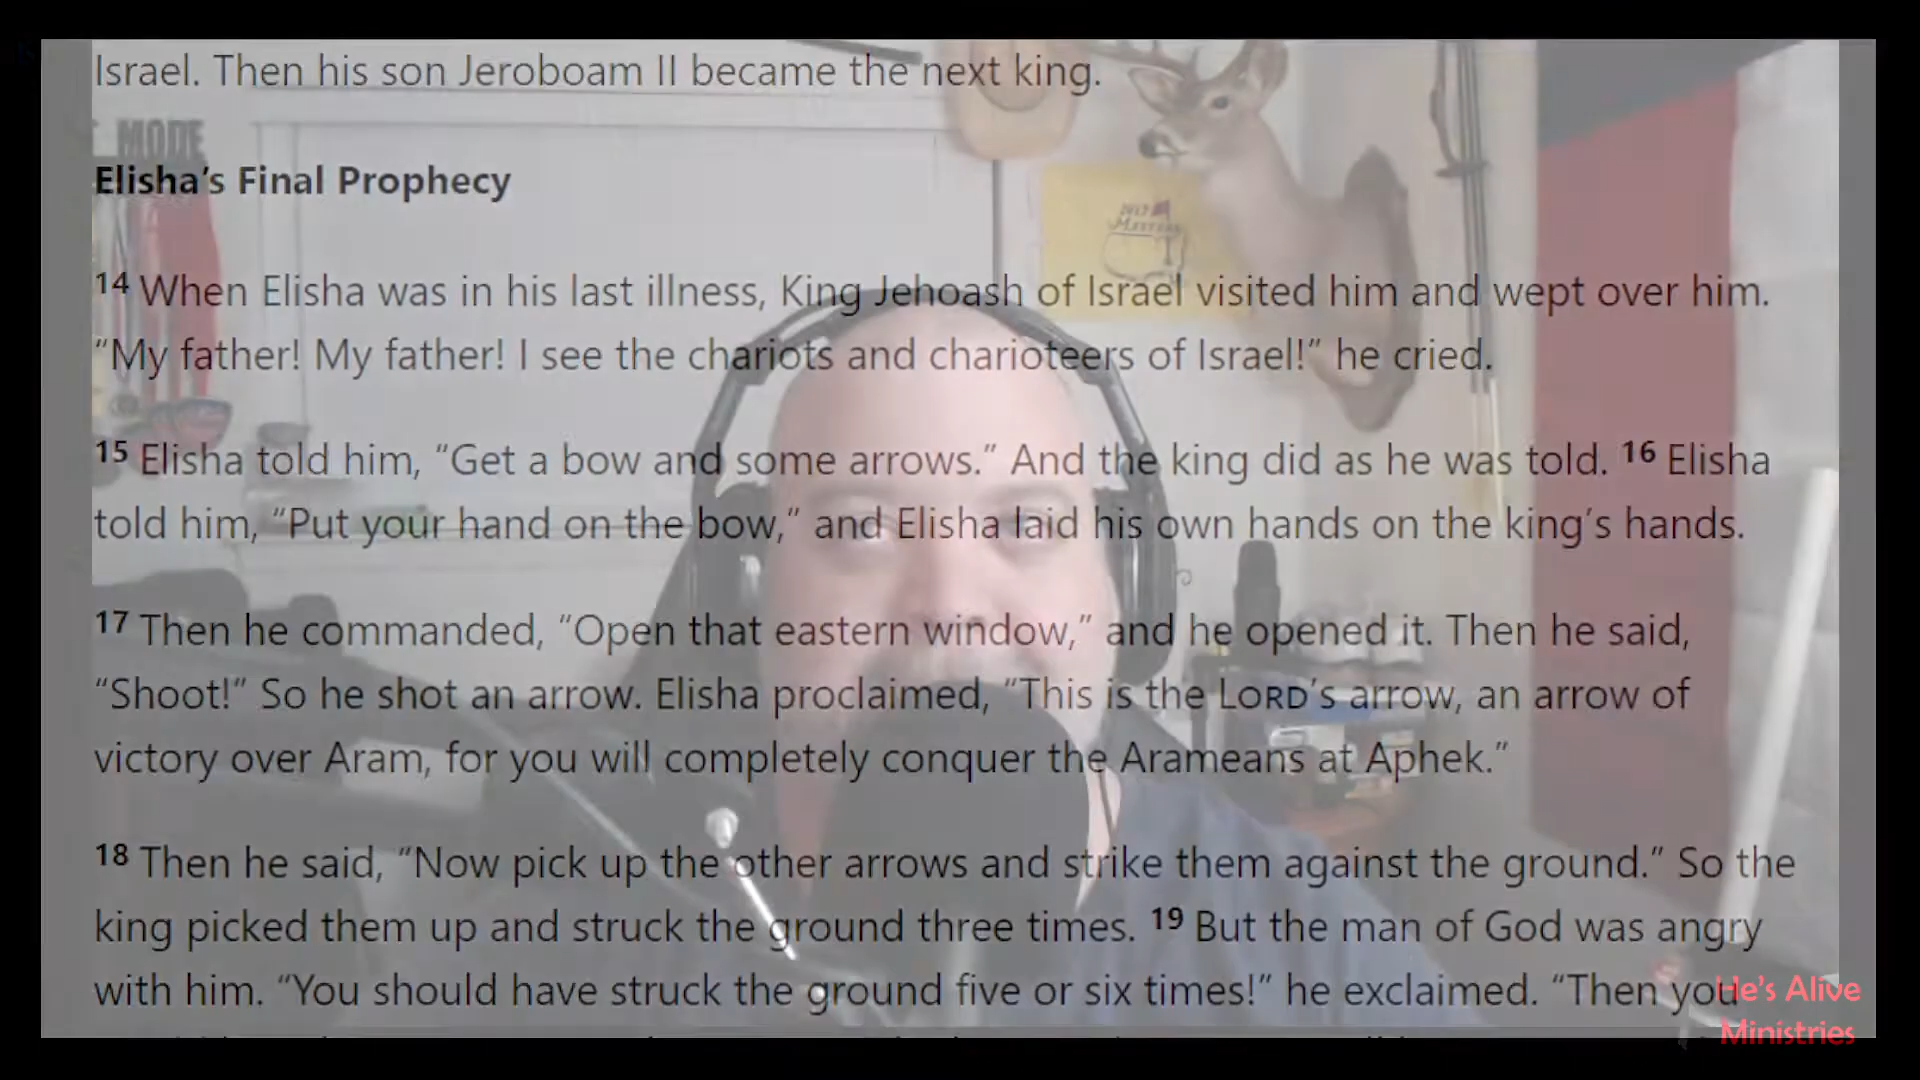 Israel. Then his son Jeroboam II became the next king.
MODE
Elisha’s Final Prophecy
MASTERS
14 When Elisha was in his last illness, King Jehoash of Israel visited him and wept over him.
“My father! My father! I see the chariots and charioteers of Israel!” he cried.
15 Elisha told him, “Get a bow and some arrows.” And the king did as he was told. 16 Elisha
told him, “Put your hand on the bow,” and Elisha laid his own hands on the king’s hands.
17 Then he commanded, “Open that eastern window,” and he opened it. Then he said,
“Shoot!” So he shot an arrow. Elisha proclaimed, “This is the LORD’s arrow, an arrow of
victory over Aram, for you will completely conquer the Arameans at Aphek.”
18 Then he said, “Now pick up the other arrows and strike them against the ground.” So the
king picked them up and struck the ground three times. 19 But the man of God was angry
with him. “You should have struck the ground five or six times!” he exclaimed. “Then you
He’s Alive
Ministries